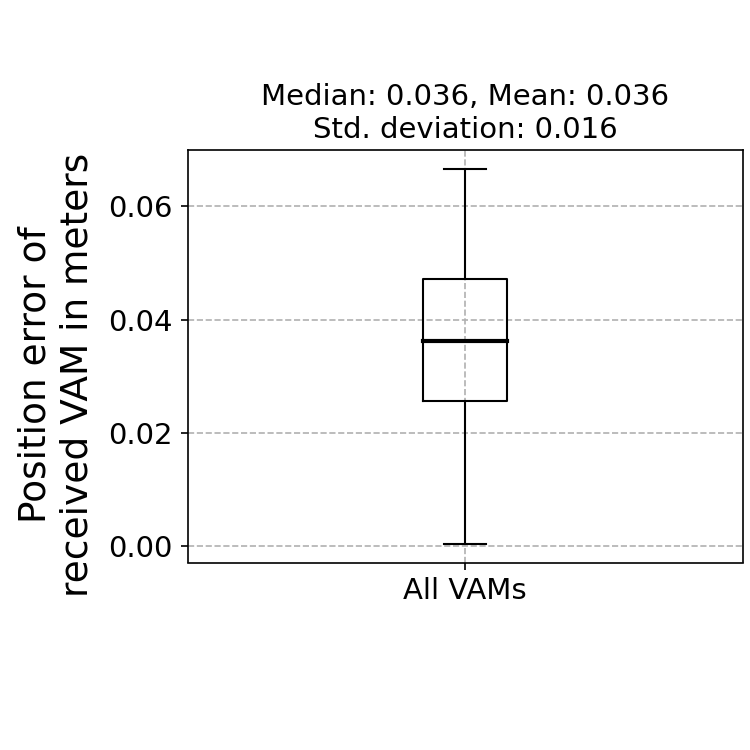 Median: 0.036, Mean: 0.036
Std. deviation: 0.016
Position error of
received VAM in meters
0.06
0.04
0.02
0.00
All VAMs